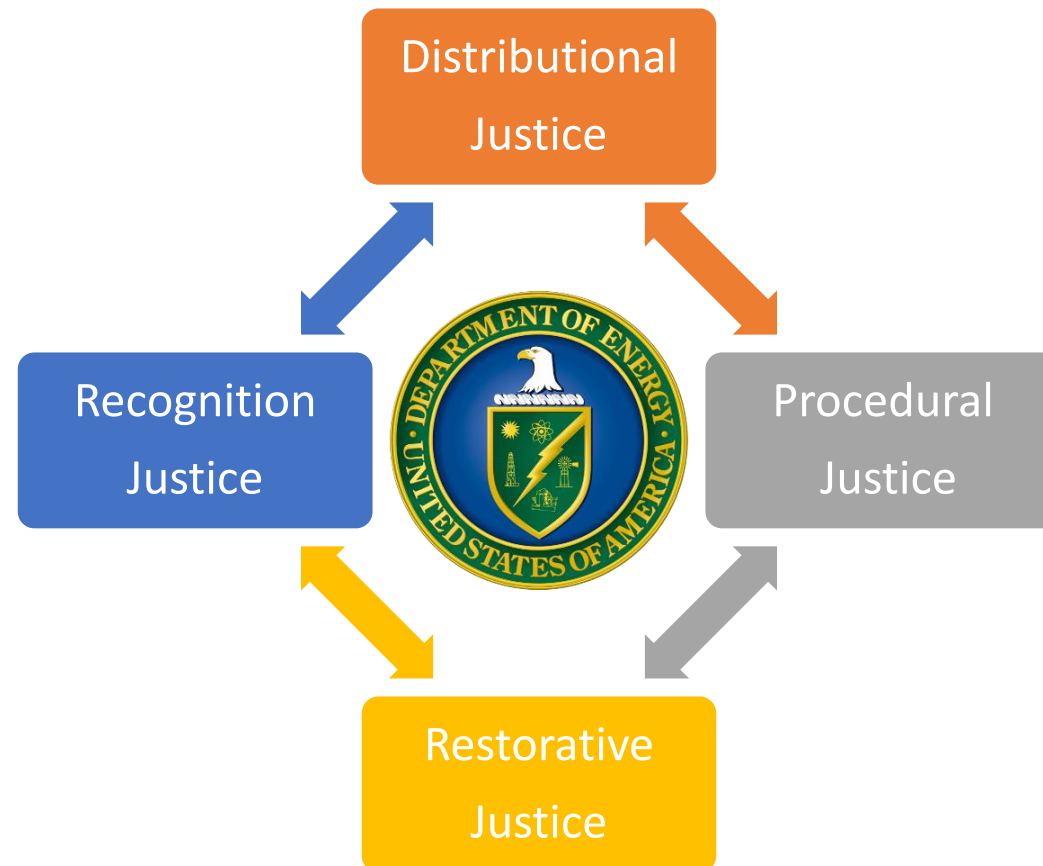 Distributional
Justice
Recognition
Justice
DEPARTMENT OF ENERGY
UNITED STATES OF AMERICA
Procedural
Justice
Restorative
Justice